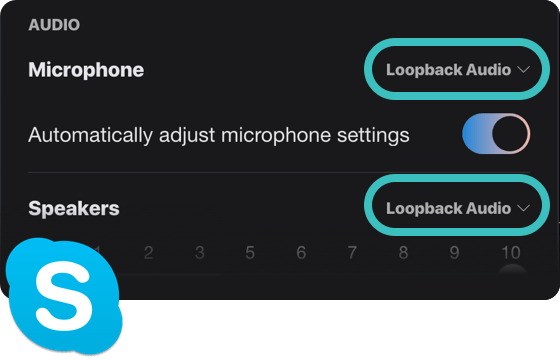 AUDIO
Microphone Loopback Audio
Automatically adjust microphone settings
Speakers Loopback Audio
1 2 3 4 5 6 7 8 9 10
S